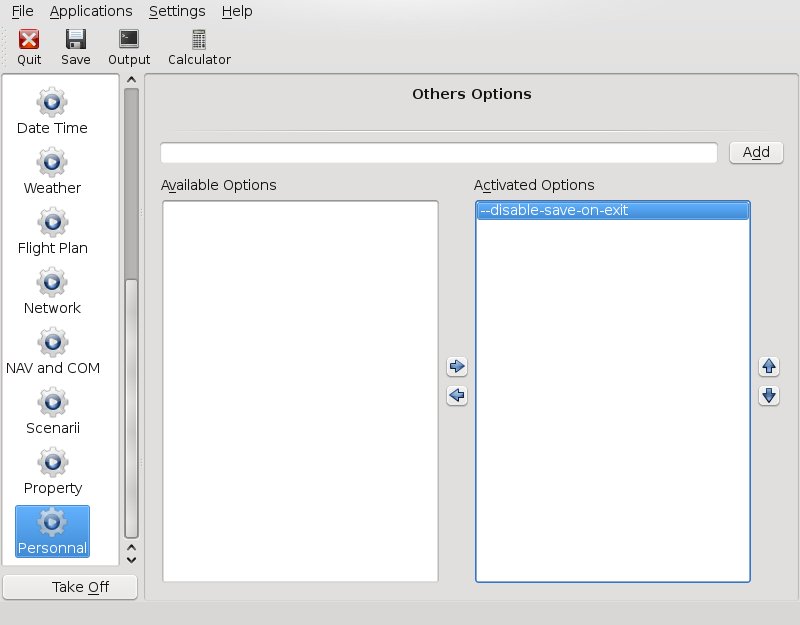 File Applications Settings Help
Quit Save Output Calculator
Others Options
Add
Available Options
Activated Options
--disable-save-on-exit
Date Time
Weather
Flight Plan
Network
NAV and COM
Scenarii
Property
Personnal
Take Off